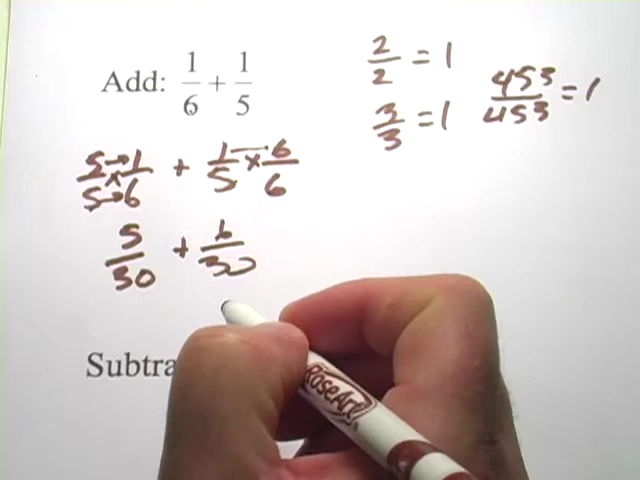 Add: 1/6 + 1/5
5/5 × 1/6 + 1/5 × 6/6
5/30 + 6/30
2/2 = 1
3/3 = 1
453/453 = 1
Subtra
RoseArt